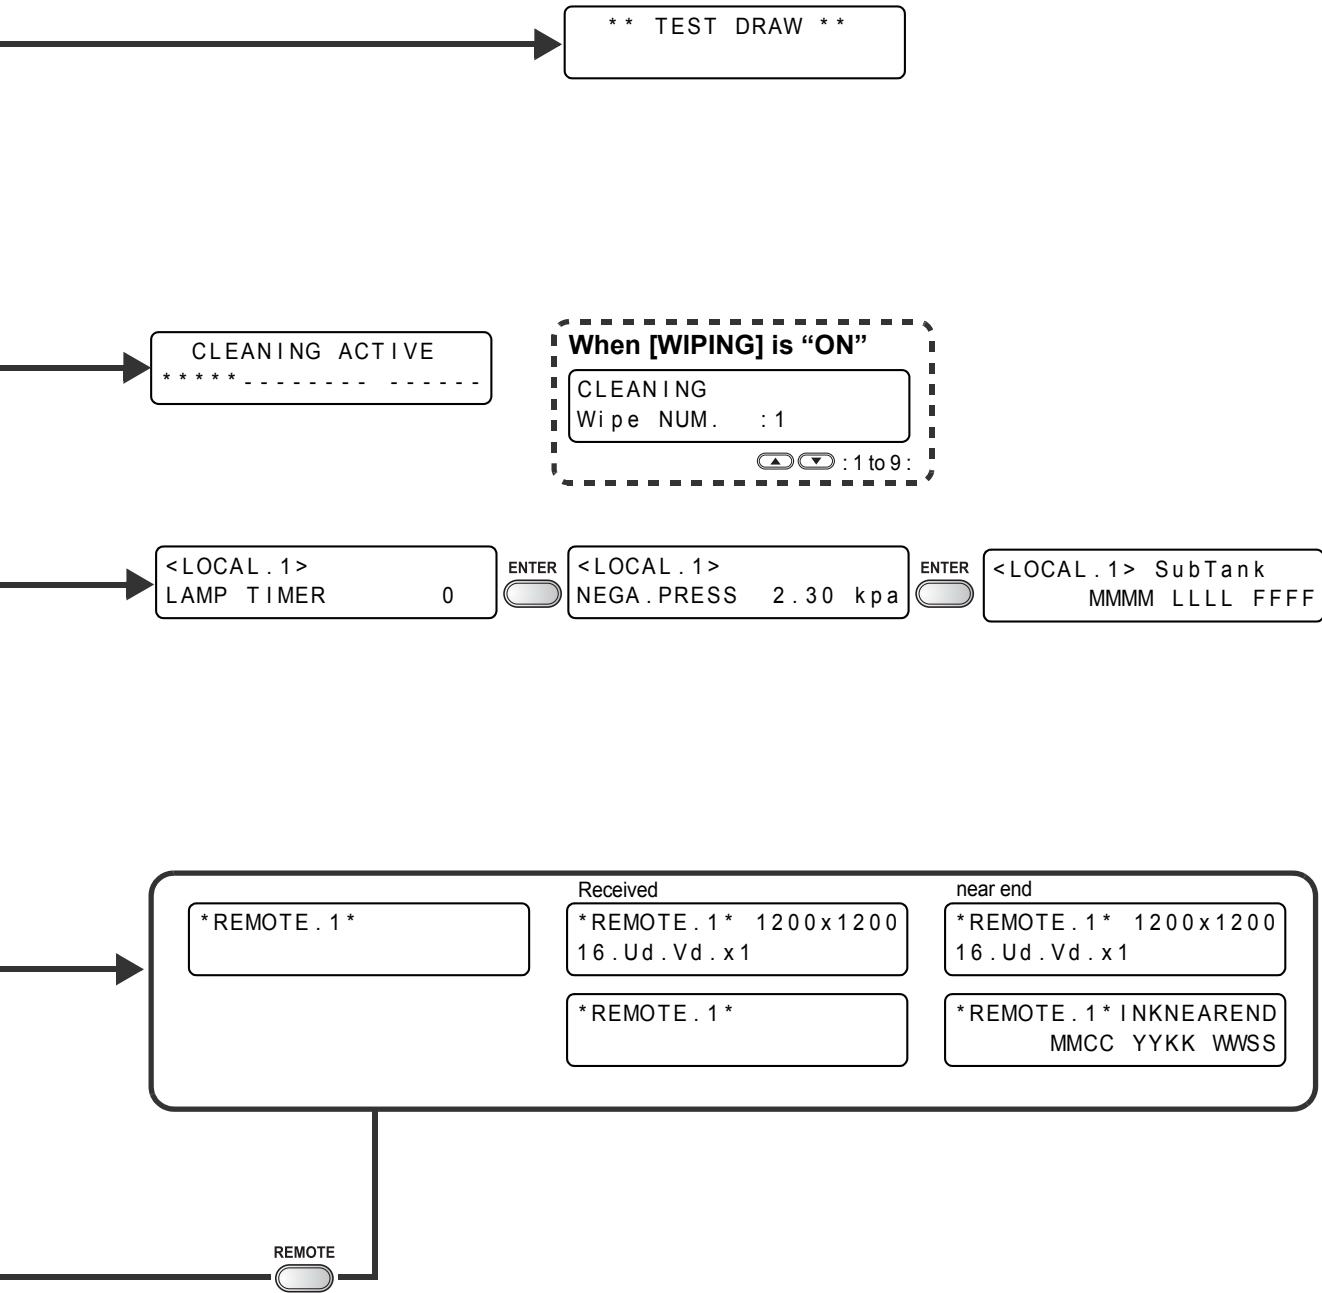 ** TEST DRAW **
CLEANING ACTIVE
*****-------- ------
When [WIPING] is “ON”
CLEANING
Wipe NUM. :1
: 1 to 9 :
<LOCAL.1>
LAMP TIMER 0
ENTER
<LOCAL.1>
NEGA.PRESS 2.30 kpa
ENTER
<LOCAL.1> SubTank
MMMM LLLL FFFF
*REMOTE.1*
Received
*REMOTE.1* 1200x1200
16.Ud.Vd.x1
near end
*REMOTE.1* 1200x1200
16.Ud.Vd.x1
*REMOTE.1*
*REMOTE.1*INKNEAREND
MMCC YYKK WWSS
REMOTE